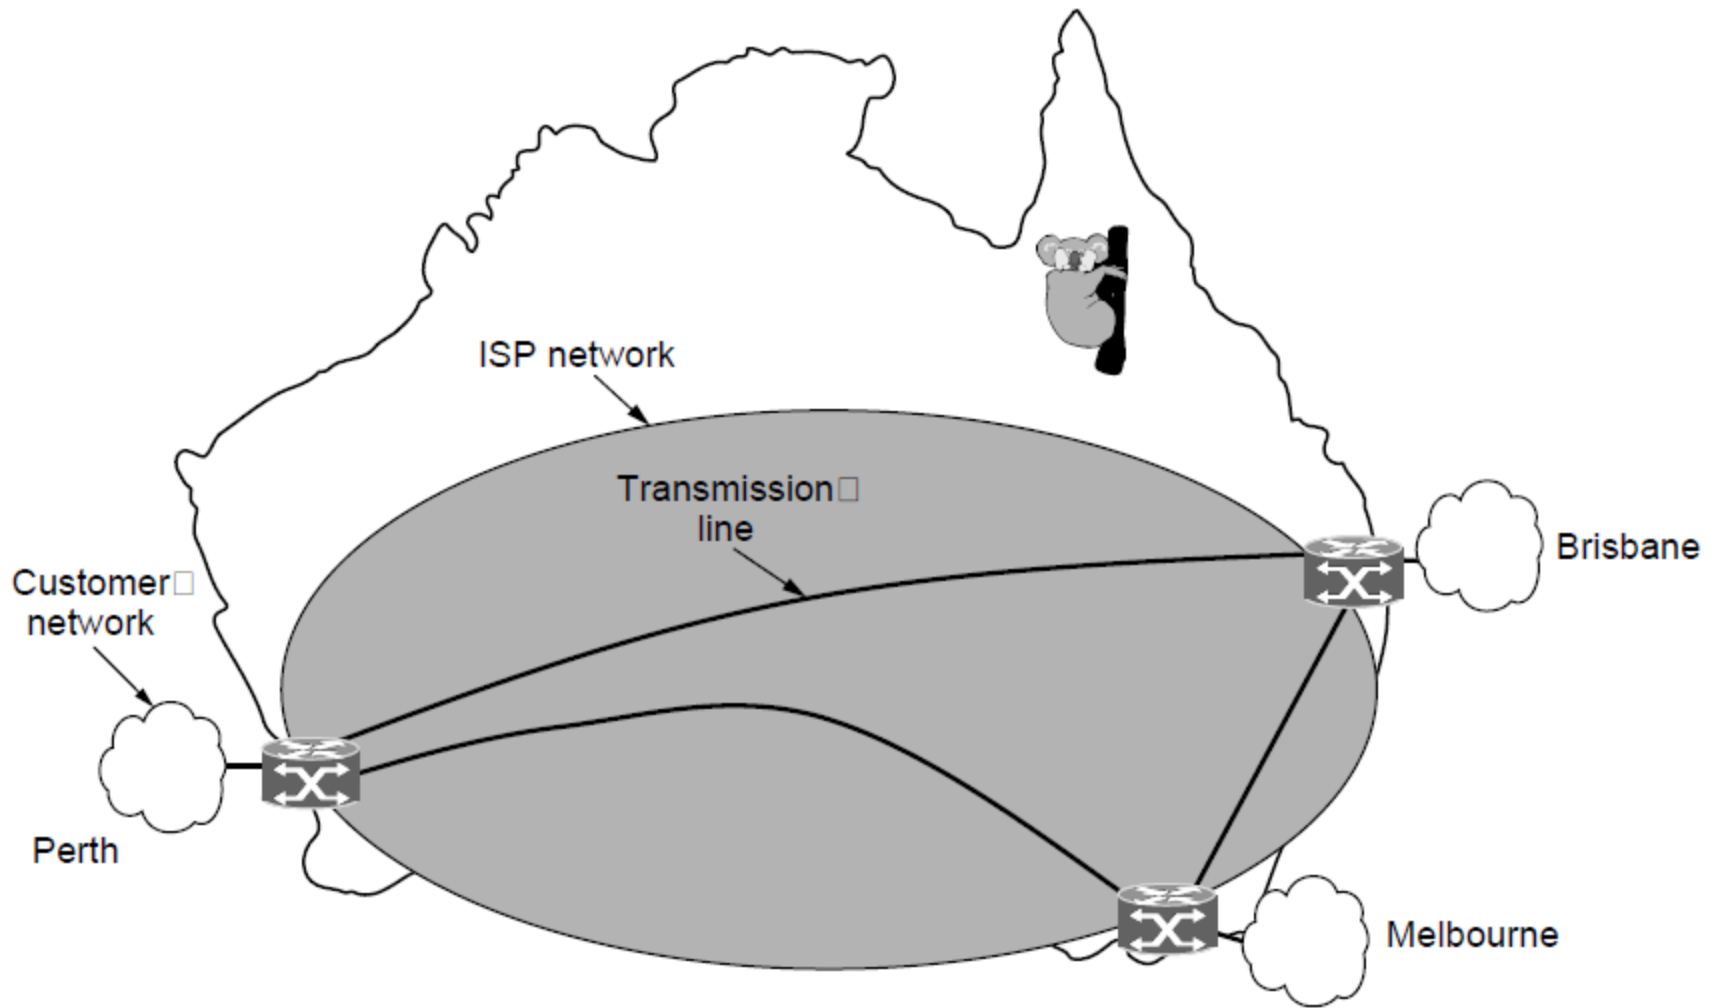 ISP network
Transmission
line
Customer
network
Brisbane
Perth
Melbourne